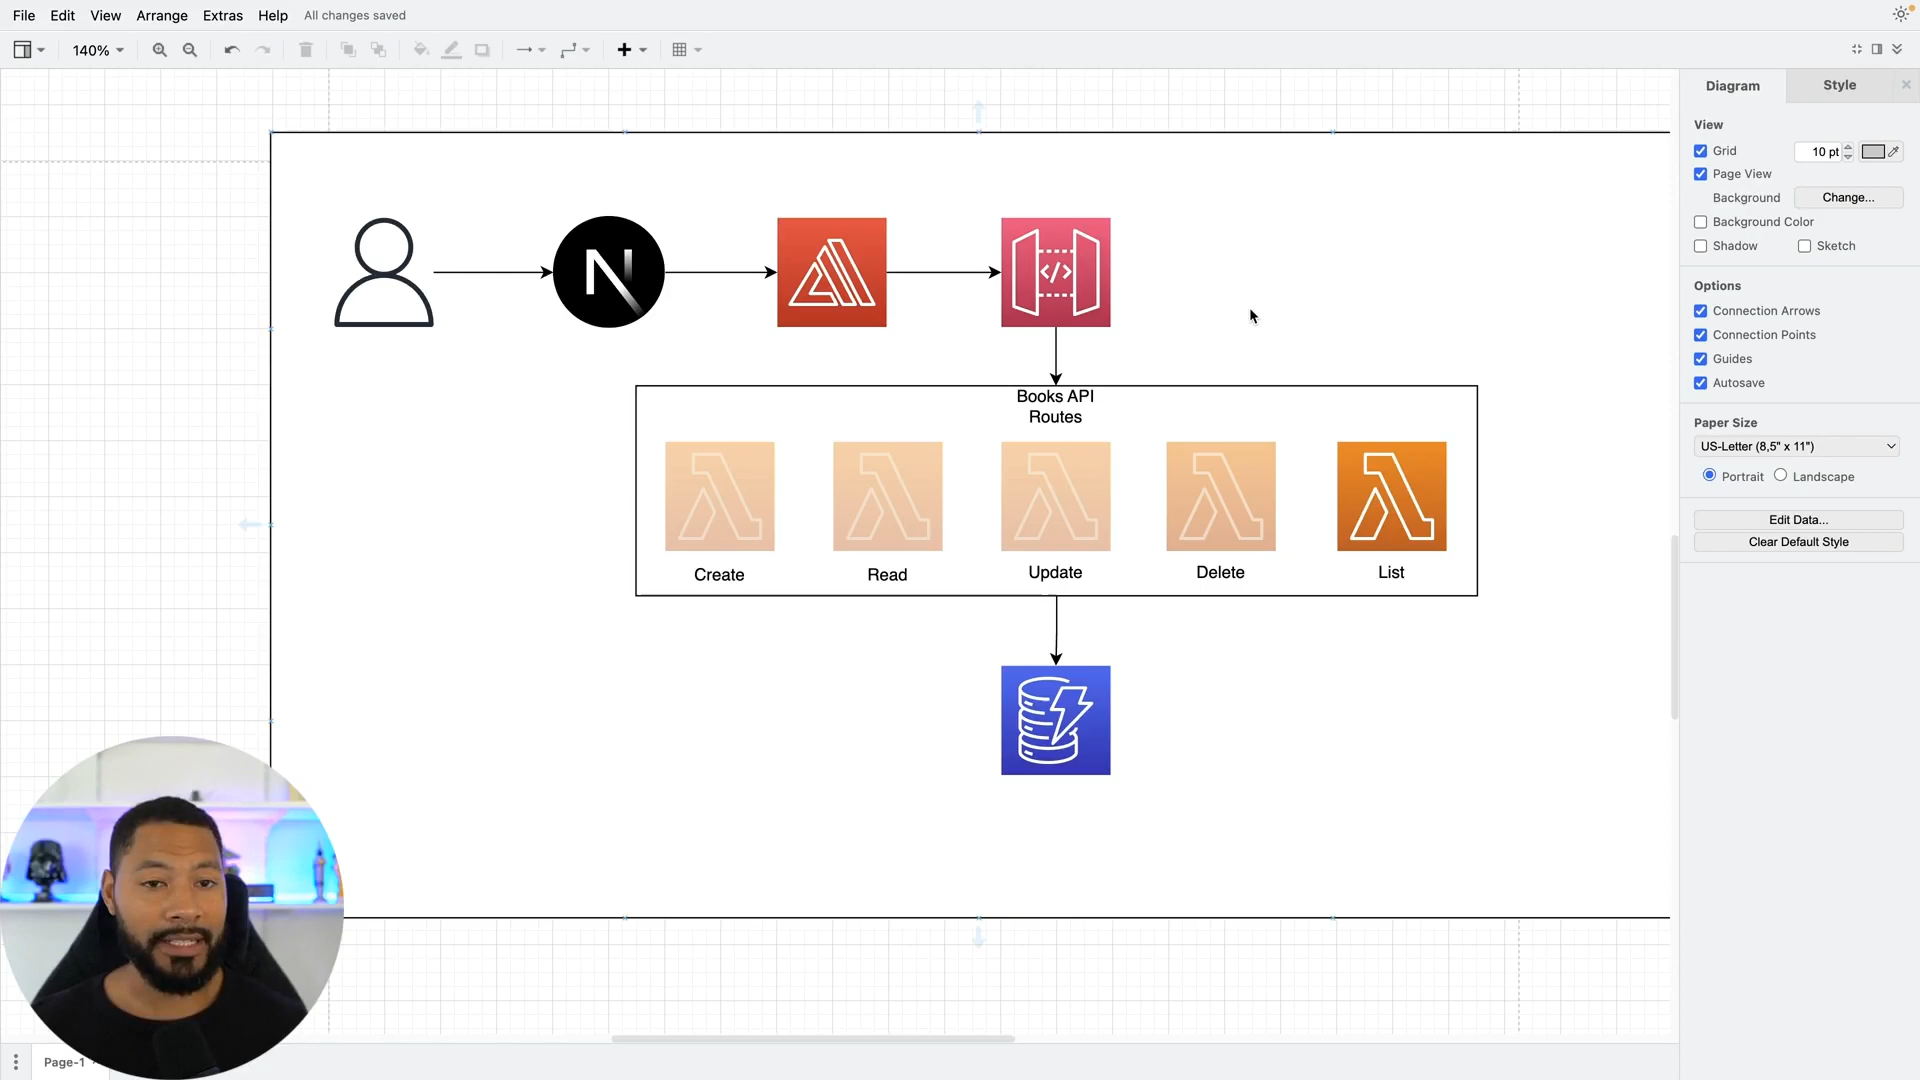 File Edit View Arrange Extras Help All changes saved
140%
Diagram Style
View
Grid 10 pt
Page View
Background Change...
Background Color
Shadow Sketch
Options
Connection Arrows
Connection Points
Guides
Autosave
Paper Size
US-Letter (8,5" x 11")
Portrait Landscape
Edit Data...
Clear Default Style
N
</>
Books API
Routes
Create Read Update Delete List
Page-1